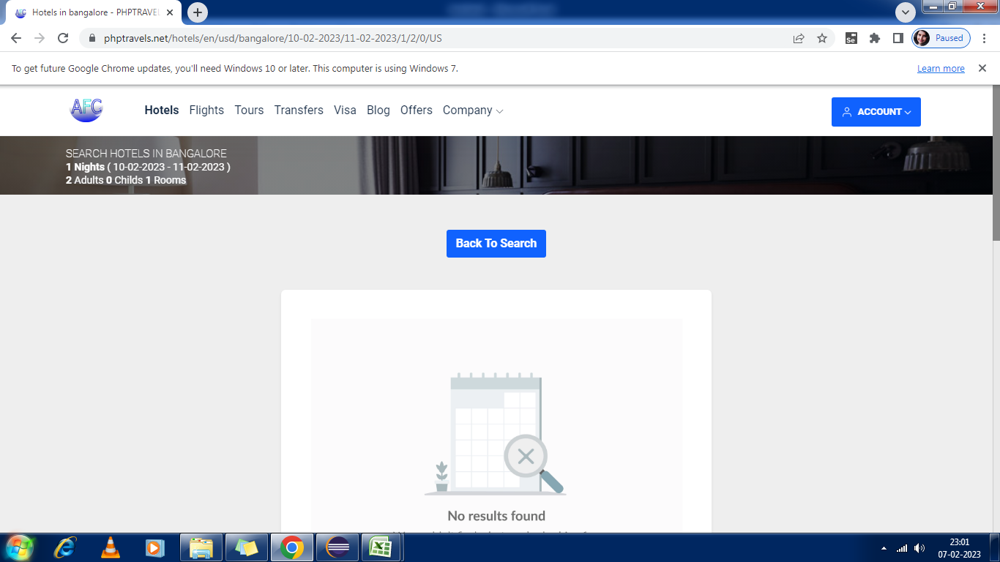 Hotels in bangalore - PHPTRAVEL
phptravels.net/hotels/en/usd/bangalore/10-02-2023/11-02-2023/1/2/0/US
Se
Paused
To get future Google Chrome updates, you'll need Windows 10 or later. This computer is using Windows 7.
Learn more
AFC
Hotels Flights Tours Transfers Visa Blog Offers Company
ACCOUNT
SEARCH HOTELS IN BANGALORE
1 Nights ( 10-02-2023 - 11-02-2023 )
2 Adults 0 Childs 1 Rooms
Back To Search
No results found
23:01
07-02-2023